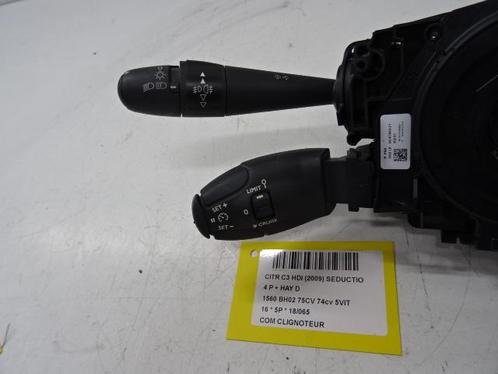 LIMIT
SET +
0
SET -
CRUISE
CITR C3 HDI (2009) SEDUCTIO
4 P + HAY D
1560 BH02 75CV 74cv 5VIT
16 * 5P * 18/065
COM CLIGNOTEUR